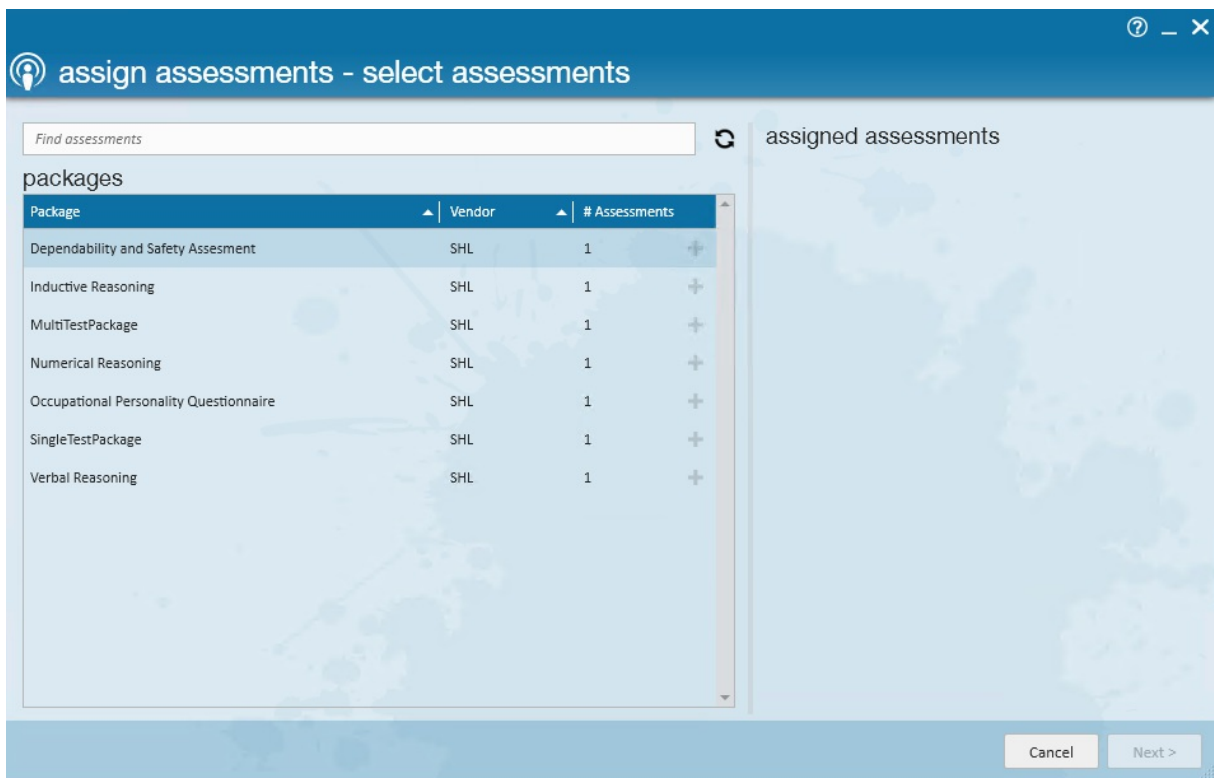 assign assessments - select assessments
Find assessments
assigned assessments
packages
Package Vendor # Assessments
Dependability and Safety Assesment SHL 1
Inductive Reasoning SHL 1
MultiTestPackage SHL 1
Numerical Reasoning SHL 1
Occupational Personality Questionnaire SHL 1
SingleTestPackage SHL 1
Verbal Reasoning SHL 1
Cancel Next >